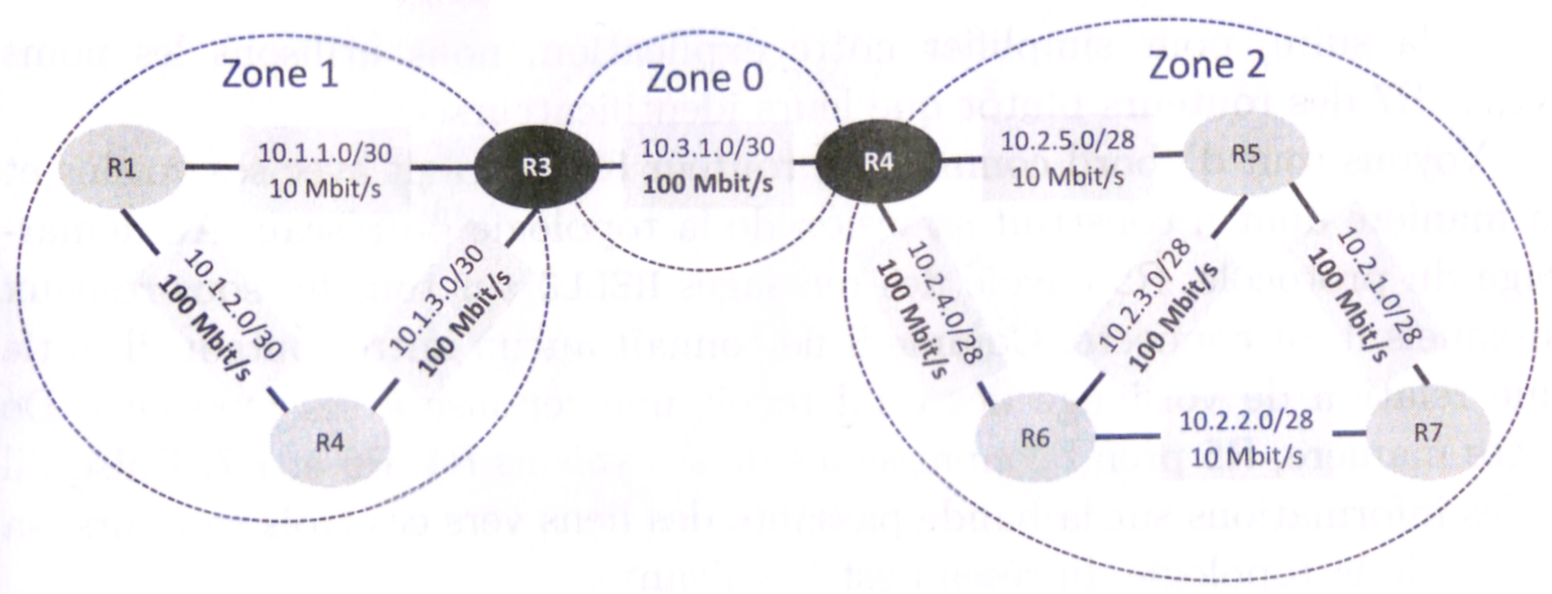 Zone 1
Zone 0
Zone 2
R1
10.1.1.0/30
10 Mbit/s
R3
10.3.1.0/30
100 Mbit/s
R4
10.2.5.0/28
10 Mbit/s
R5
10.1.2.0/30
100 Mbit/s
10.1.3.0/30
100 Mbit/s
10.2.4.0/28
100 Mbit/s
10.2.3.0/28
100 Mbit/s
10.2.1.0/28
100 Mbit/s
R4
R6
10.2.2.0/28
10 Mbit/s
R7